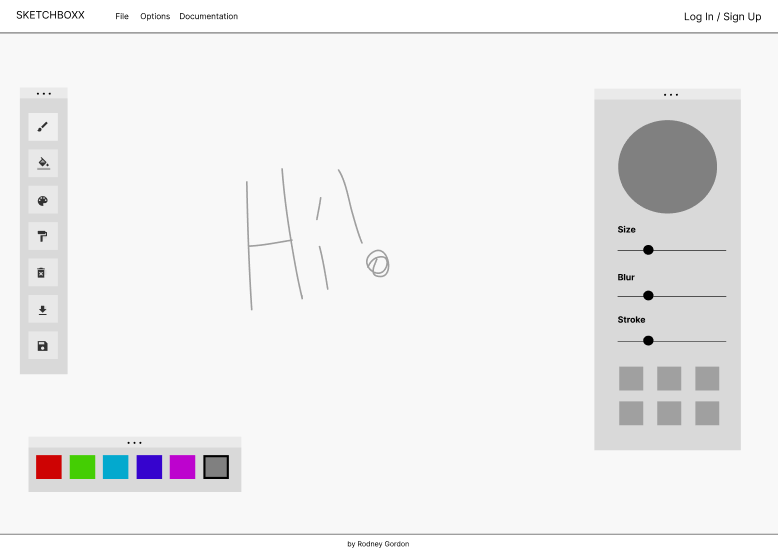 SKETCHBOXX File Options Documentation Log In / Sign Up
Hi!
Size
Blur
Stroke
by Rodney Gordon